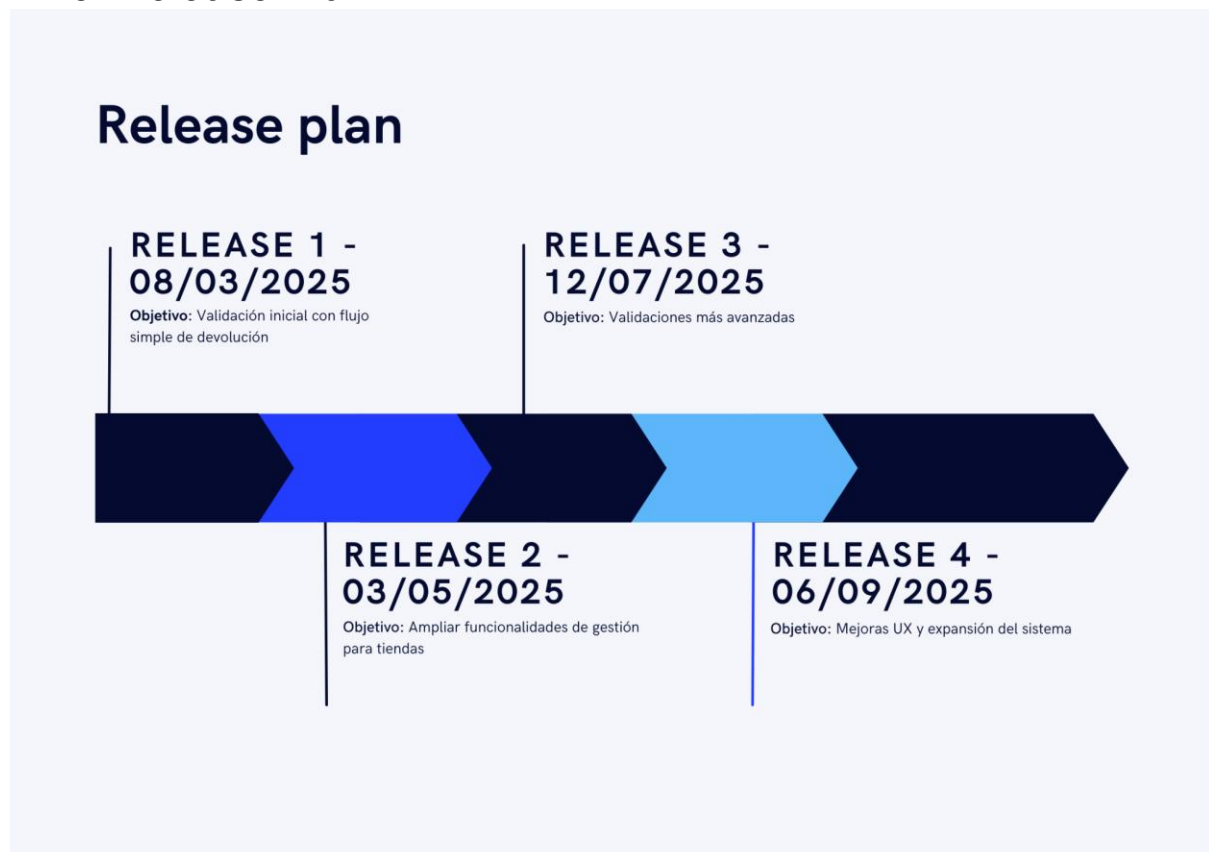 Release plan
RELEASE 1 -
08/03/2025
Objetivo: Validación inicial con flujo
simple de devolución
RELEASE 3 -
12/07/2025
Objetivo: Validaciones más avanzadas
RELEASE 2 -
03/05/2025
Objetivo: Ampliar funcionalidades de gestión
para tiendas
RELEASE 4 -
06/09/2025
Objetivo: Mejoras UX y expansión del sistema